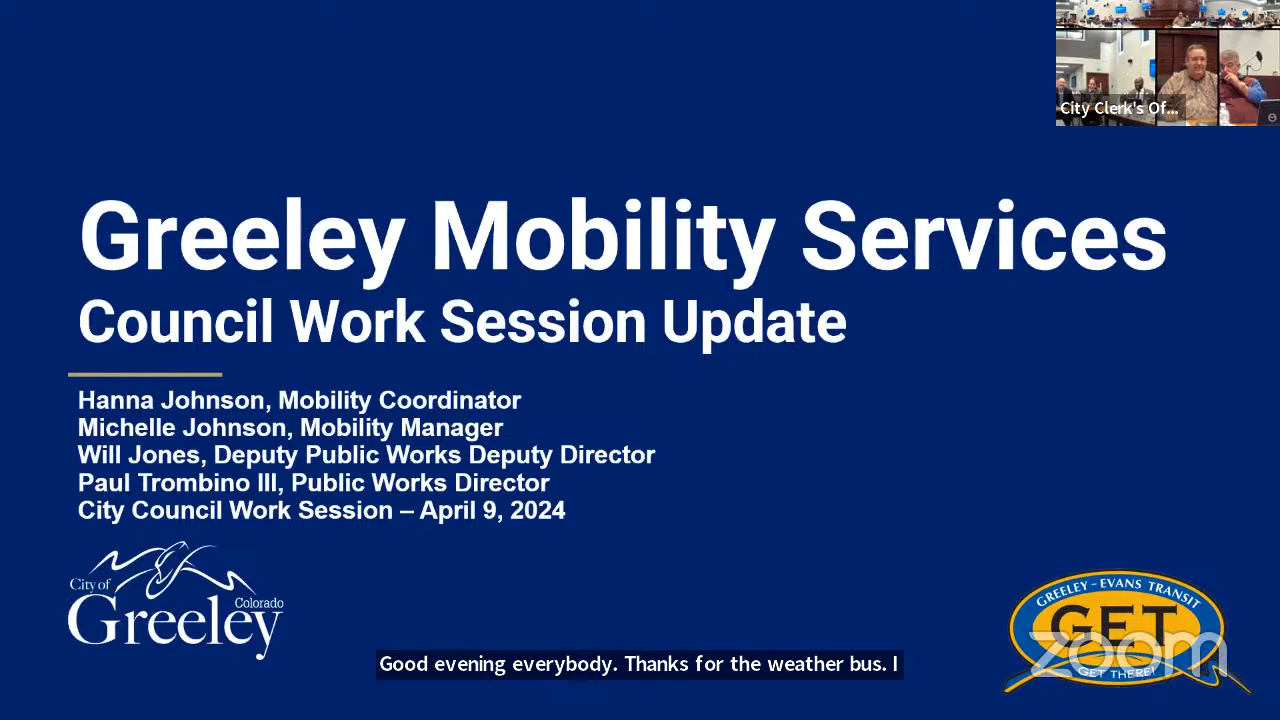 City Clerk's Of...
Greeley Mobility Services
Council Work Session Update
Hanna Johnson, Mobility Coordinator
Michelle Johnson, Mobility Manager
Will Jones, Deputy Public Works Deputy Director
Paul Trombino III, Public Works Director
City Council Work Session – April 9, 2024
City of
Greeley
Colorado
GREELEY - EVANS TRANSIT
GET
zoom
GET THERE!
Good evening everybody. Thanks for the weather bus. I